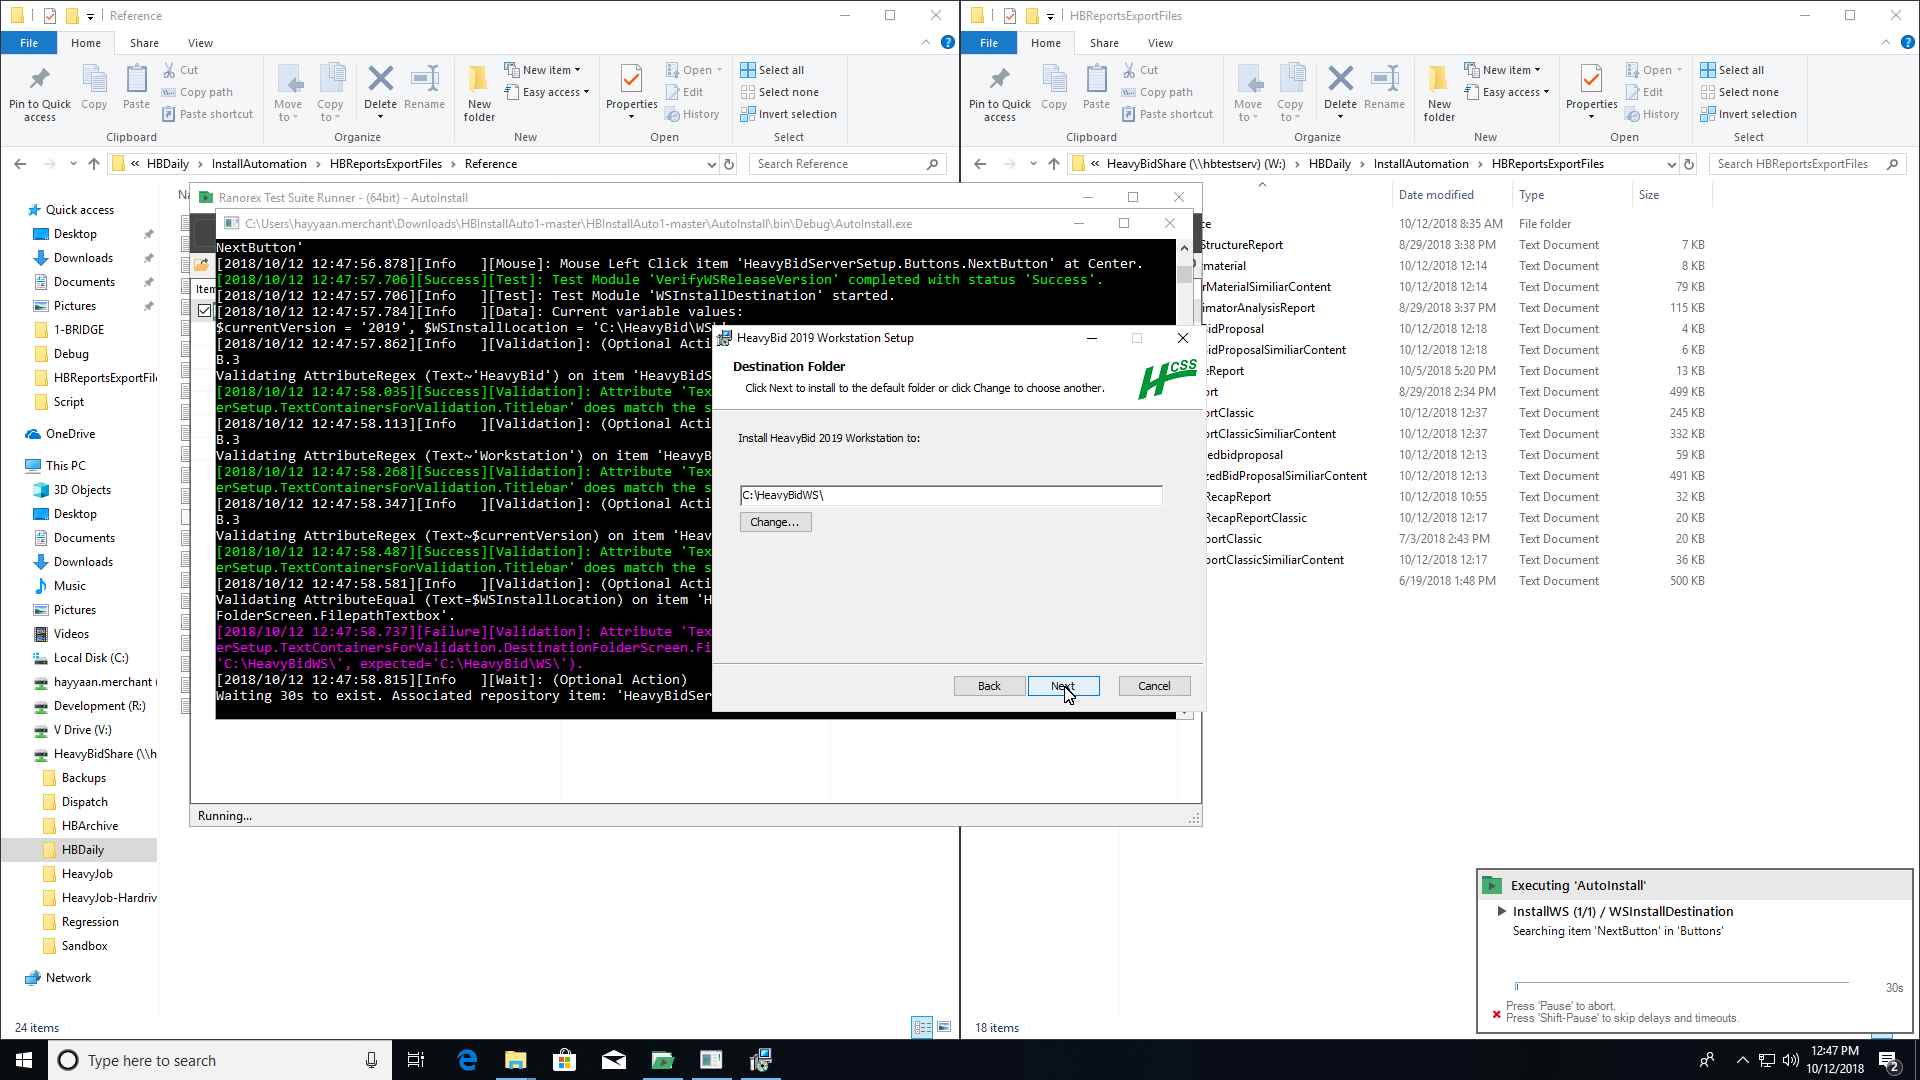 Reference
File
Home
Share
View
Pin to Quick access
Copy
Paste
Cut
Copy path
Paste shortcut
Clipboard
Move to
Copy to
Delete
Rename
Organize
New folder
New item
Easy access
New
Properties
Open
Edit
History
Open
Select all
Select none
Invert selection
Select
« HBDaily > InstallAutomation > HBReportsExportFiles > Reference
Search Reference
HBReportsExportFiles
File
Home
Share
View
Pin to Quick access
Copy
Paste
Cut
Copy path
Paste shortcut
Clipboard
Move to
Copy to
Delete
Rename
Organize
New folder
New item
Easy access
New
Properties
Open
Edit
History
Open
Select all
Select none
Invert selection
Select
« HeavyBidShare (\\hbtestserv) (W:) > HBDaily > InstallAutomation > HBReportsExportFiles
Search HBReportsExportFiles
Quick access
Desktop
Downloads
Documents
Pictures
1-BRIDGE
Debug
HBReportsExportFil
Script
OneDrive
This PC
3D Objects
Desktop
Documents
Downloads
Music
Pictures
Videos
Local Disk (C:)
hayyaan.merchant (
Development (R:)
V Drive (V:)
HeavyBidShare (\\h
Backups
Dispatch
HBArchive
HBDaily
HeavyJob
HeavyJob-Hardriv
Regression
Sandbox
Network
24 items
Na
Ranorex Test Suite Runner - (64bit) - AutoInstall
Item
Running...
C:\Users\hayyaan.merchant\Downloads\HBInstallAuto1-master\HBInstallAuto1-master\AutoInstall\bin\Debug\AutoInstall.exe
NextButton'
[2018/10/12 12:47:56.878][Info   ][Mouse]: Mouse Left Click item 'HeavyBidServerSetup.Buttons.NextButton' at Center.
[2018/10/12 12:47:57.706][Success][Test]: Test Module 'VerifyWSReleaseVersion' completed with status 'Success'.
[2018/10/12 12:47:57.706][Info   ][Test]: Test Module 'WSInstallDestination' started.
[2018/10/12 12:47:57.784][Info   ][Data]: Current variable values:
$currentVersion = '2019', $WSInstallLocation = 'C:\HeavyBid\WS\'
[2018/10/12 12:47:57.862][Info   ][Validation]: (Optional Acti
B.3
Validating AttributeRegex (Text~'HeavyBid') on item 'HeavyBidS
[2018/10/12 12:47:58.035][Success][Validation]: Attribute 'Tex
erSetup.TextContainersForValidation.Titlebar' does match the s
[2018/10/12 12:47:58.113][Info   ][Validation]: (Optional Acti
B.3
Validating AttributeRegex (Text~'Workstation') on item 'HeavyB
[2018/10/12 12:47:58.268][Success][Validation]: Attribute 'Tex
erSetup.TextContainersForValidation.Titlebar' does match the s
[2018/10/12 12:47:58.347][Info   ][Validation]: (Optional Acti
B.3
Validating AttributeRegex (Text~$currentVersion) on item 'Heav
[2018/10/12 12:47:58.487][Success][Validation]: Attribute 'Tex
erSetup.TextContainersForValidation.Titlebar' does match the s
[2018/10/12 12:47:58.581][Info   ][Validation]: (Optional Acti
Validating AttributeEqual (Text=$WSInstallLocation) on item 'H
FolderScreen.FilepathTextbox'.
[2018/10/12 12:47:58.737][Failure][Validation]: Attribute 'Tex
erSetup.TextContainersForValidation.DestinationFolderScreen.Fi
'C:\HeavyBidWS\', expected='C:\HeavyBid\WS\').
[2018/10/12 12:47:58.815][Info   ][Wait]: (Optional Action)
Waiting 30s to exist. Associated repository item: 'HeavyBidSer
HeavyBid 2019 Workstation Setup
Destination Folder
Click Next to install to the default folder or click Change to choose another.
HCSS
Install HeavyBid 2019 Workstation to:
C:\HeavyBidWS\
Change...
Back
Next
Cancel
Date modified
Type
Size
ce 10/12/2018 8:35 AM File folder
StructureReport 8/29/2018 3:38 PM Text Document 7 KB
material 10/12/2018 12:14 Text Document 8 KB
rMaterialSimiliarContent 10/12/2018 12:14 Text Document 79 KB
timatorAnalysisReport 8/29/2018 3:37 PM Text Document 115 KB
idProposal 10/12/2018 12:18 Text Document 4 KB
idProposalSimiliarContent 10/12/2018 12:18 Text Document 6 KB
eReport 10/5/2018 5:20 PM Text Document 13 KB
ort 8/29/2018 2:34 PM Text Document 499 KB
ortClassic 10/12/2018 12:37 Text Document 245 KB
ortClassicSimiliarContent 10/12/2018 12:37 Text Document 332 KB
zedbidproposal 10/12/2018 12:13 Text Document 59 KB
zedBidProposalSimiliarContent 10/12/2018 12:13 Text Document 491 KB
RecapReport 10/12/2018 10:55 Text Document 32 KB
RecapReportClassic 10/12/2018 12:17 Text Document 20 KB
portClassic 7/3/2018 2:43 PM Text Document 20 KB
portClassicSimiliarContent 10/12/2018 12:17 Text Document 36 KB
6/19/2018 1:48 PM Text Document 500 KB
18 items
Executing 'AutoInstall'
InstallWS (1/1) / WSInstallDestination
Searching item 'NextButton' in 'Buttons'
30s
Press 'Pause' to abort.
Press 'Shift-Pause' to skip delays and timeouts.
Type here to search
12:47 PM
10/12/2018
2